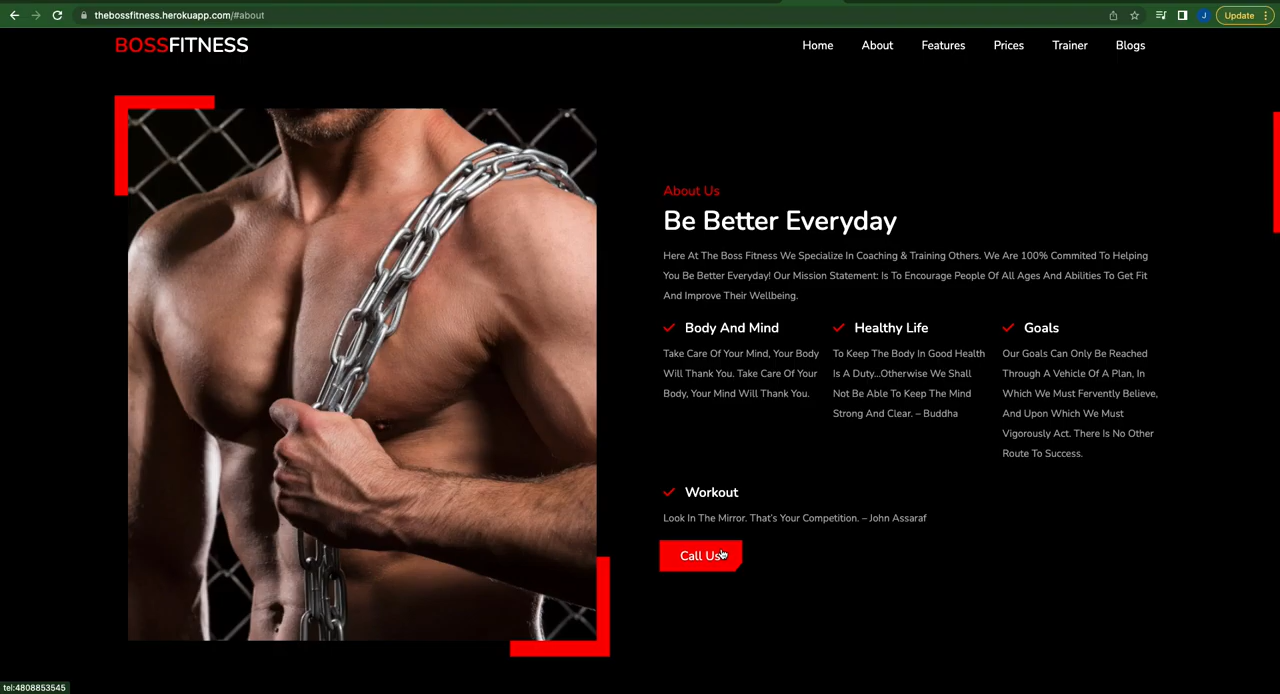 thebossfitness.herokuapp.com/#about
J
Update
BOSSFITNESS
Home About Features Prices Trainer Blogs
About Us
Be Better Everyday
Here At The Boss Fitness We Specialize In Coaching & Training Others. We Are 100% Commited To Helping
You Be Better Everyday! Our Mission Statement: Is To Encourage People Of All Ages And Abilities To Get Fit
And Improve Their Wellbeing.
Body And Mind
Take Care Of Your Mind, Your Body
Will Thank You. Take Care Of Your
Body, Your Mind Will Thank You.
Healthy Life
To Keep The Body In Good Health
Is A Duty...Otherwise We Shall
Not Be Able To Keep The Mind
Strong And Clear. – Buddha
Goals
Our Goals Can Only Be Reached
Through A Vehicle Of A Plan, In
Which We Must Fervently Believe,
And Upon Which We Must
Vigorously Act. There Is No Other
Route To Success.
Workout
Look In The Mirror. That's Your Competition. – John Assaraf
Call Us
tel:4808853545